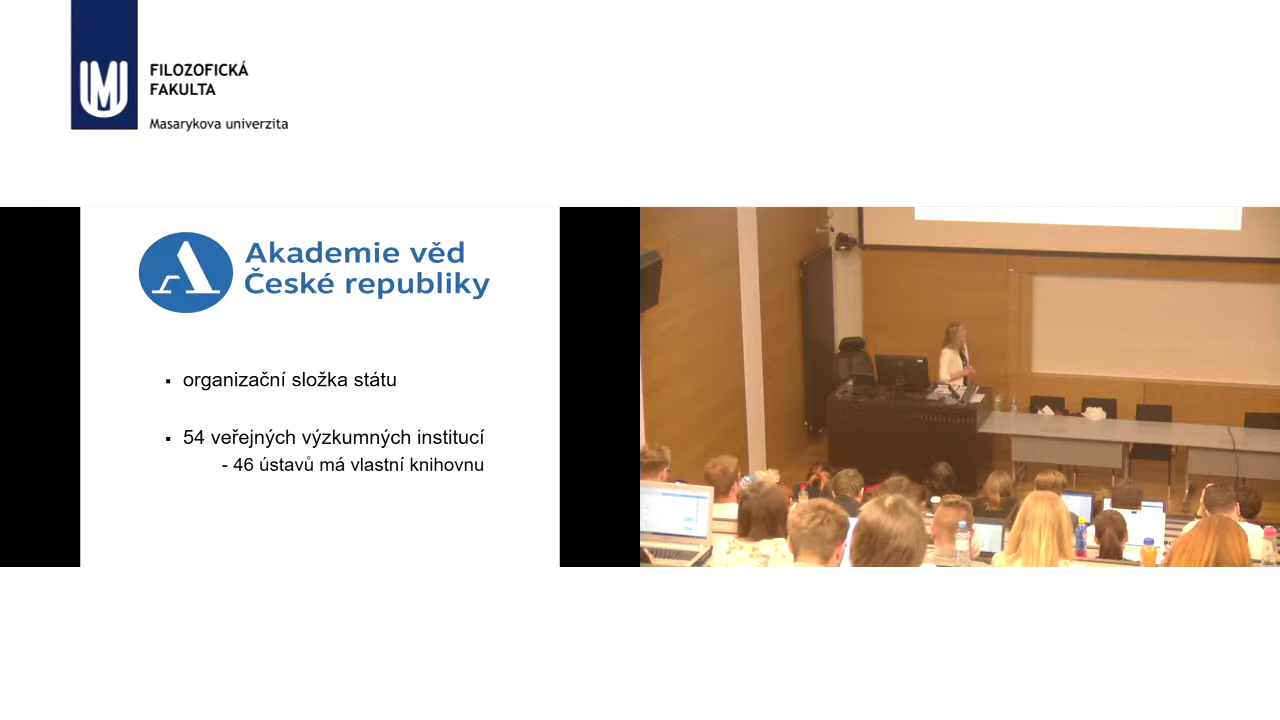 FILOZOFICKÁ
FAKULTA
Masarykova univerzita
Akademie věd
České republiky
organizační složka státu
54 veřejných výzkumných institucí
- 46 ústavů má vlastní knihovnu